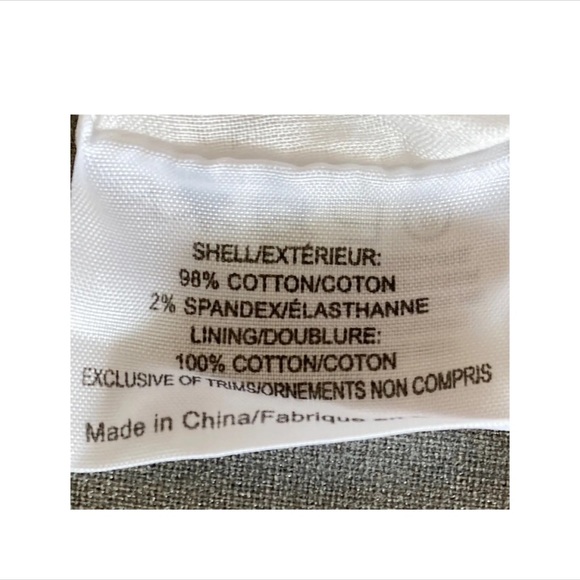 SHELL/EXTÉRIEUR:
98% COTTON/COTON
2% SPANDEX/ÉLASTHANNE
LINING/DOUBLURE:
100% COTTON/COTON
EXCLUSIVE OF TRIMS/ORNEMENTS NON COMPRIS
Made in China/Fabrique